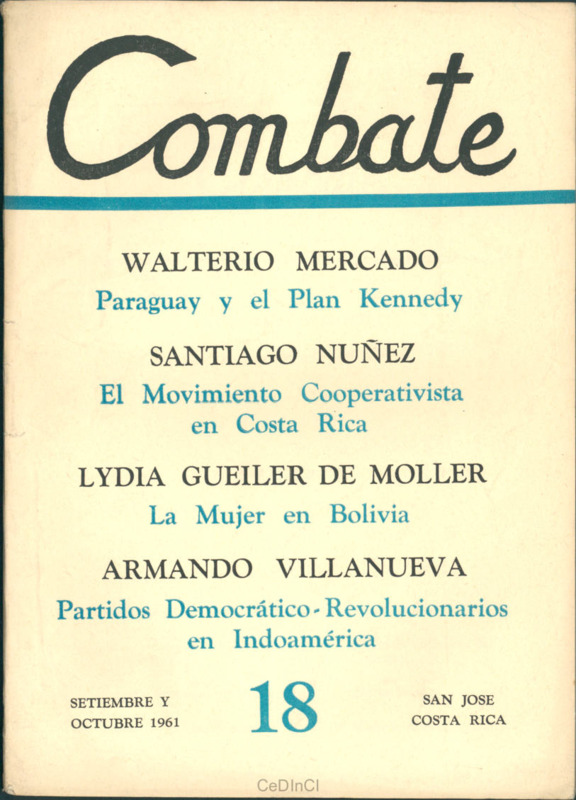 Combate
WALTERIO MERCADO
Paraguay y el Plan Kennedy
SANTIAGO NUÑEZ
El Movimiento Cooperativista
en Costa Rica
LYDIA GUEILER DE MOLLER
La Mujer en Bolivia
ARMANDO VILLANUEVA
Partidos Democrático-Revolucionarios
en Indoamérica
SETIEMBRE Y
OCTUBRE 1961
18
SAN JOSE
COSTA RICA
CeDInCI